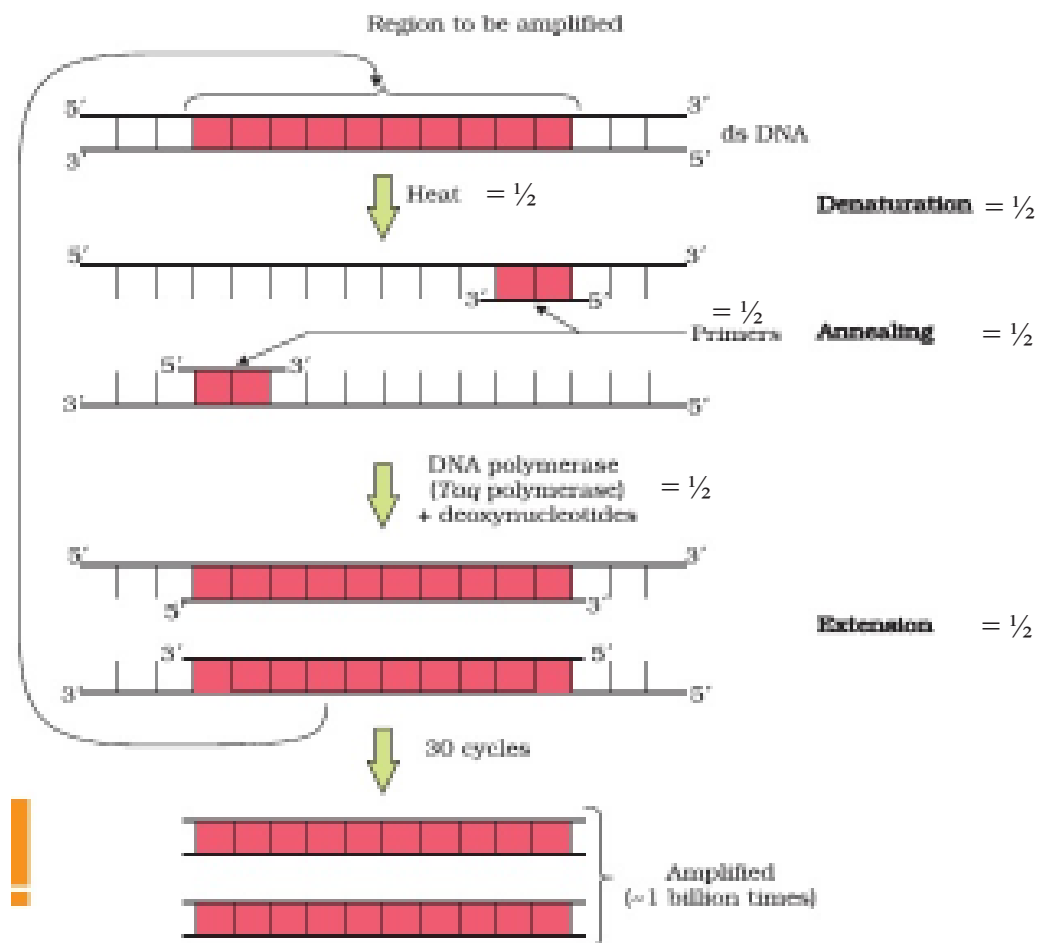 Region to be amplified
5′ 3′
ds DNA
3′ 5′
Heat = ½
Denaturation = ½
5′ 3′
3′ 5′
= ½
Primers Annealing = ½
5′ 3′
3′ 5′
DNA polymerase
(Taq polymerase) = ½
+ deoxynucleotides
5′ 3′
5′ 3′
Extension = ½
3′ 5′
3′ 5′
30 cycles
Amplified
(~1 billion times)